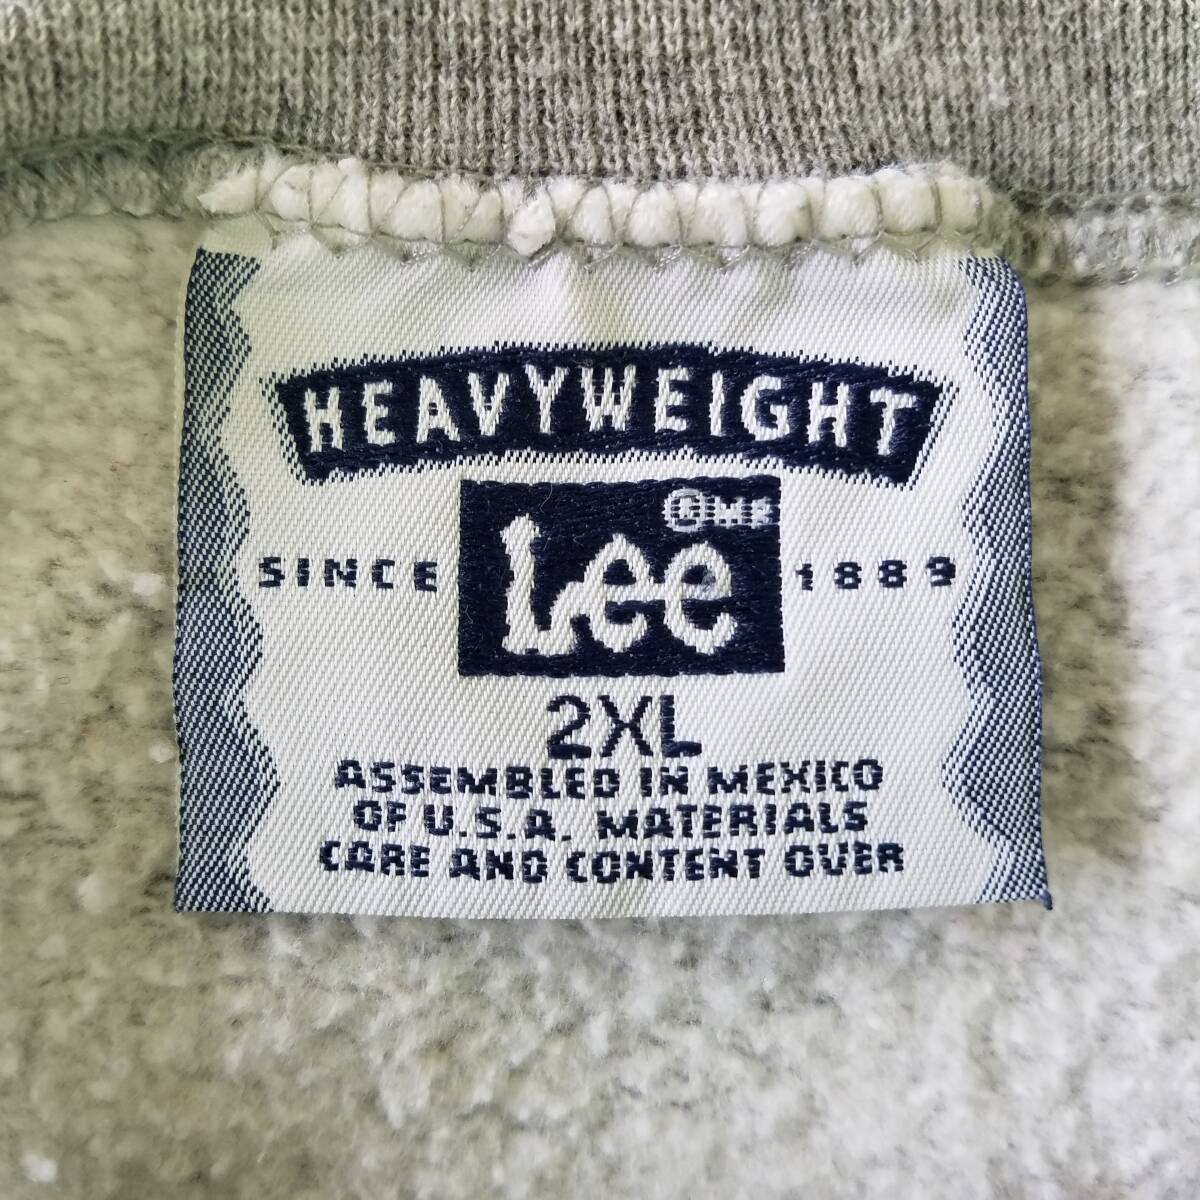 HEAVYWEIGHT
SINCE Lee 1889
2XL
ASSEMBLED IN MEXICO
OF U.S.A. MATERIALS
CARE AND CONTENT OVER